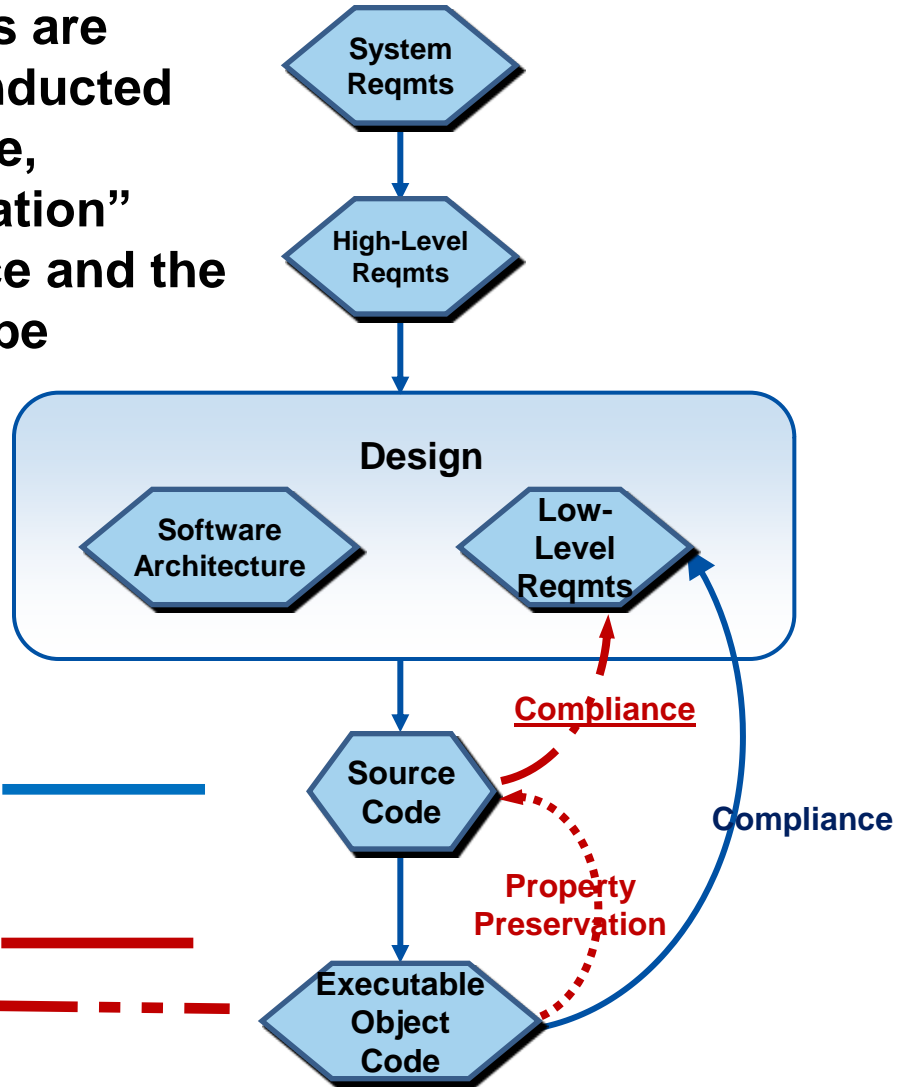 s are
nducted
e,
ation”
ce and the
be
System
Reqmts
High-Level
Reqmts
Design
Software
Architecture
Low-
Level
Reqmts
Compliance
Source
Code
Compliance
Property
Preservation
Executable
Object
Code